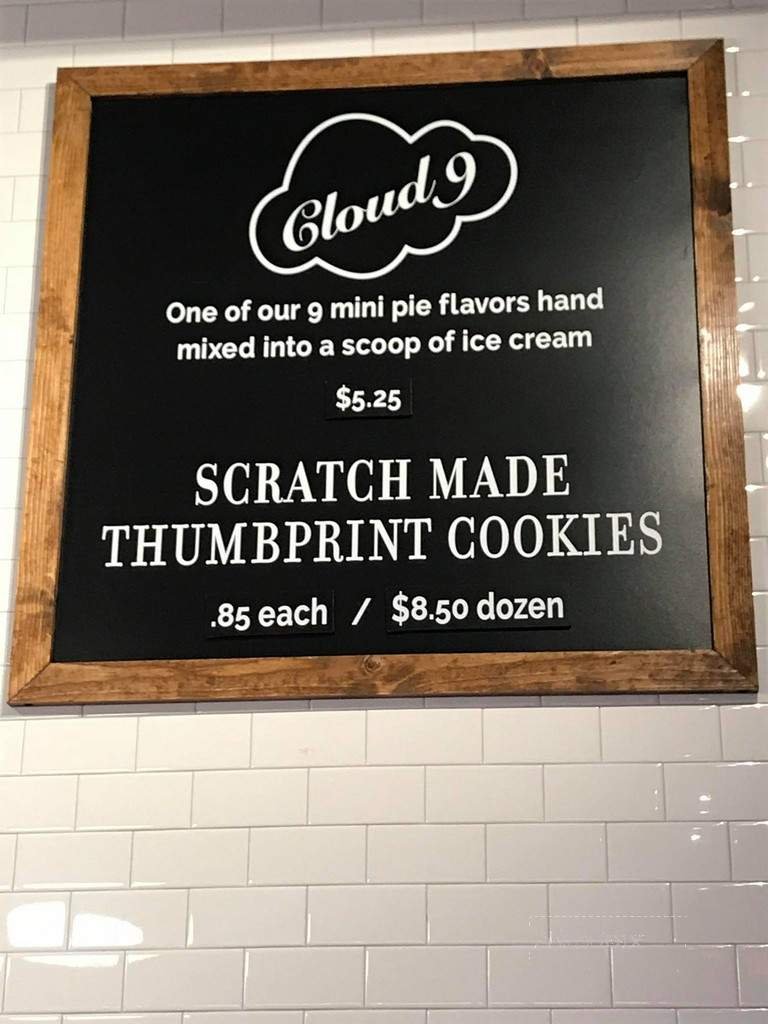 Cloud 9
One of our 9 mini pie flavors hand
mixed into a scoop of ice cream
$5.25
SCRATCH MADE
THUMBPRINT COOKIES
.85 each / $8.50 dozen